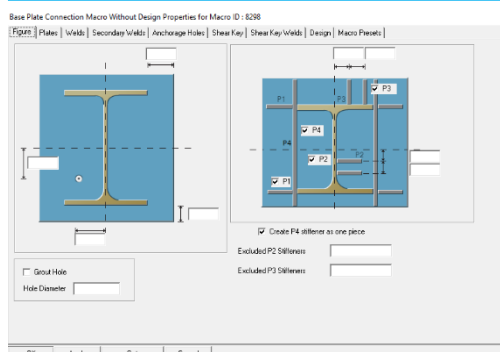 Base Plate Connection Macro Without Design Properties for Macro ID : 8298
Figure Plates Welds Secondary Welds Anchorage Holes Shear Key Shear Key Welds Design Macro Presets
P3
P1 P3
P4
P4
P2 P2
P1
Create P4 stiffener as one piece
Excluded P2 Stiffeners
Excluded P3 Stiffeners
Grout Hole
Hole Diameter